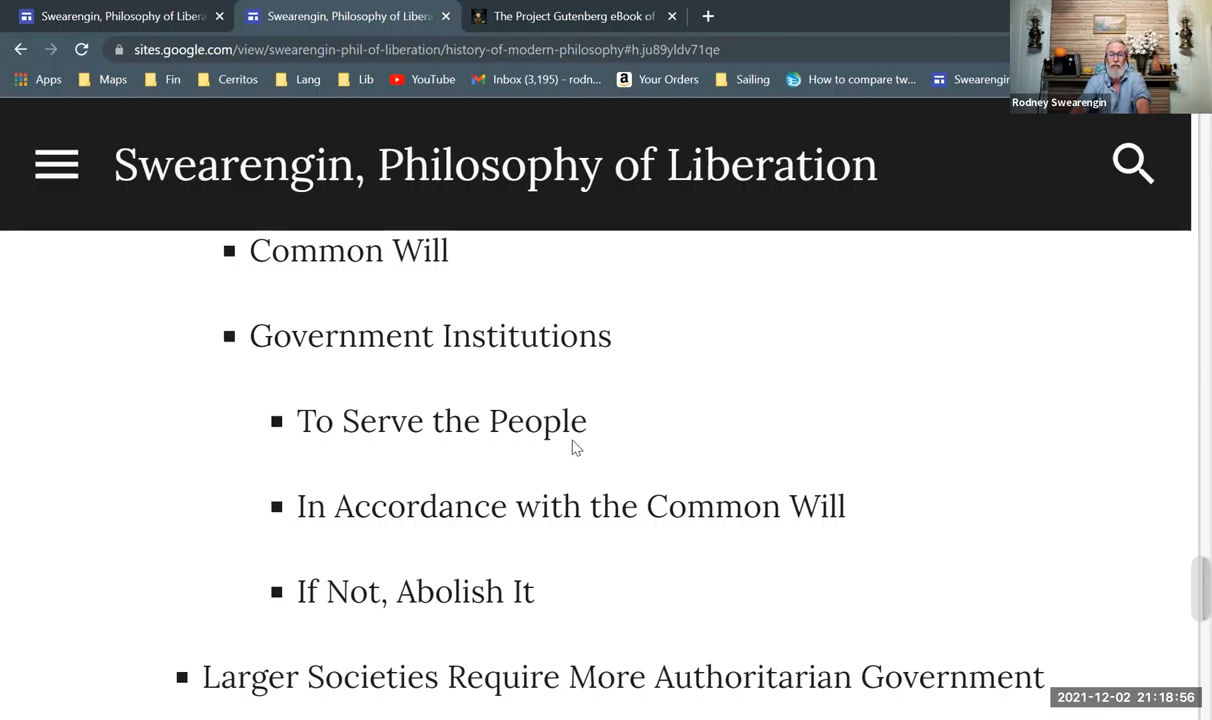 Swearengin, Philosophy of Libera
Swearengin, Philosophy of Libera
The Project Gutenberg eBook of
sites.google.com/view/swearengin-phil-of-liberation/history-of-modern-philosophy#h.ju89yldv71qe
Apps Maps Fin Cerritos Lang Lib YouTube Inbox (3,195) - rodn... Your Orders Sailing How to compare tw... Swearengin
Rodney Swearengin
Swearengin, Philosophy of Liberation
Common Will
Government Institutions
To Serve the People
In Accordance with the Common Will
If Not, Abolish It
Larger Societies Require More Authoritarian Government
2021-12-02 21:18:56